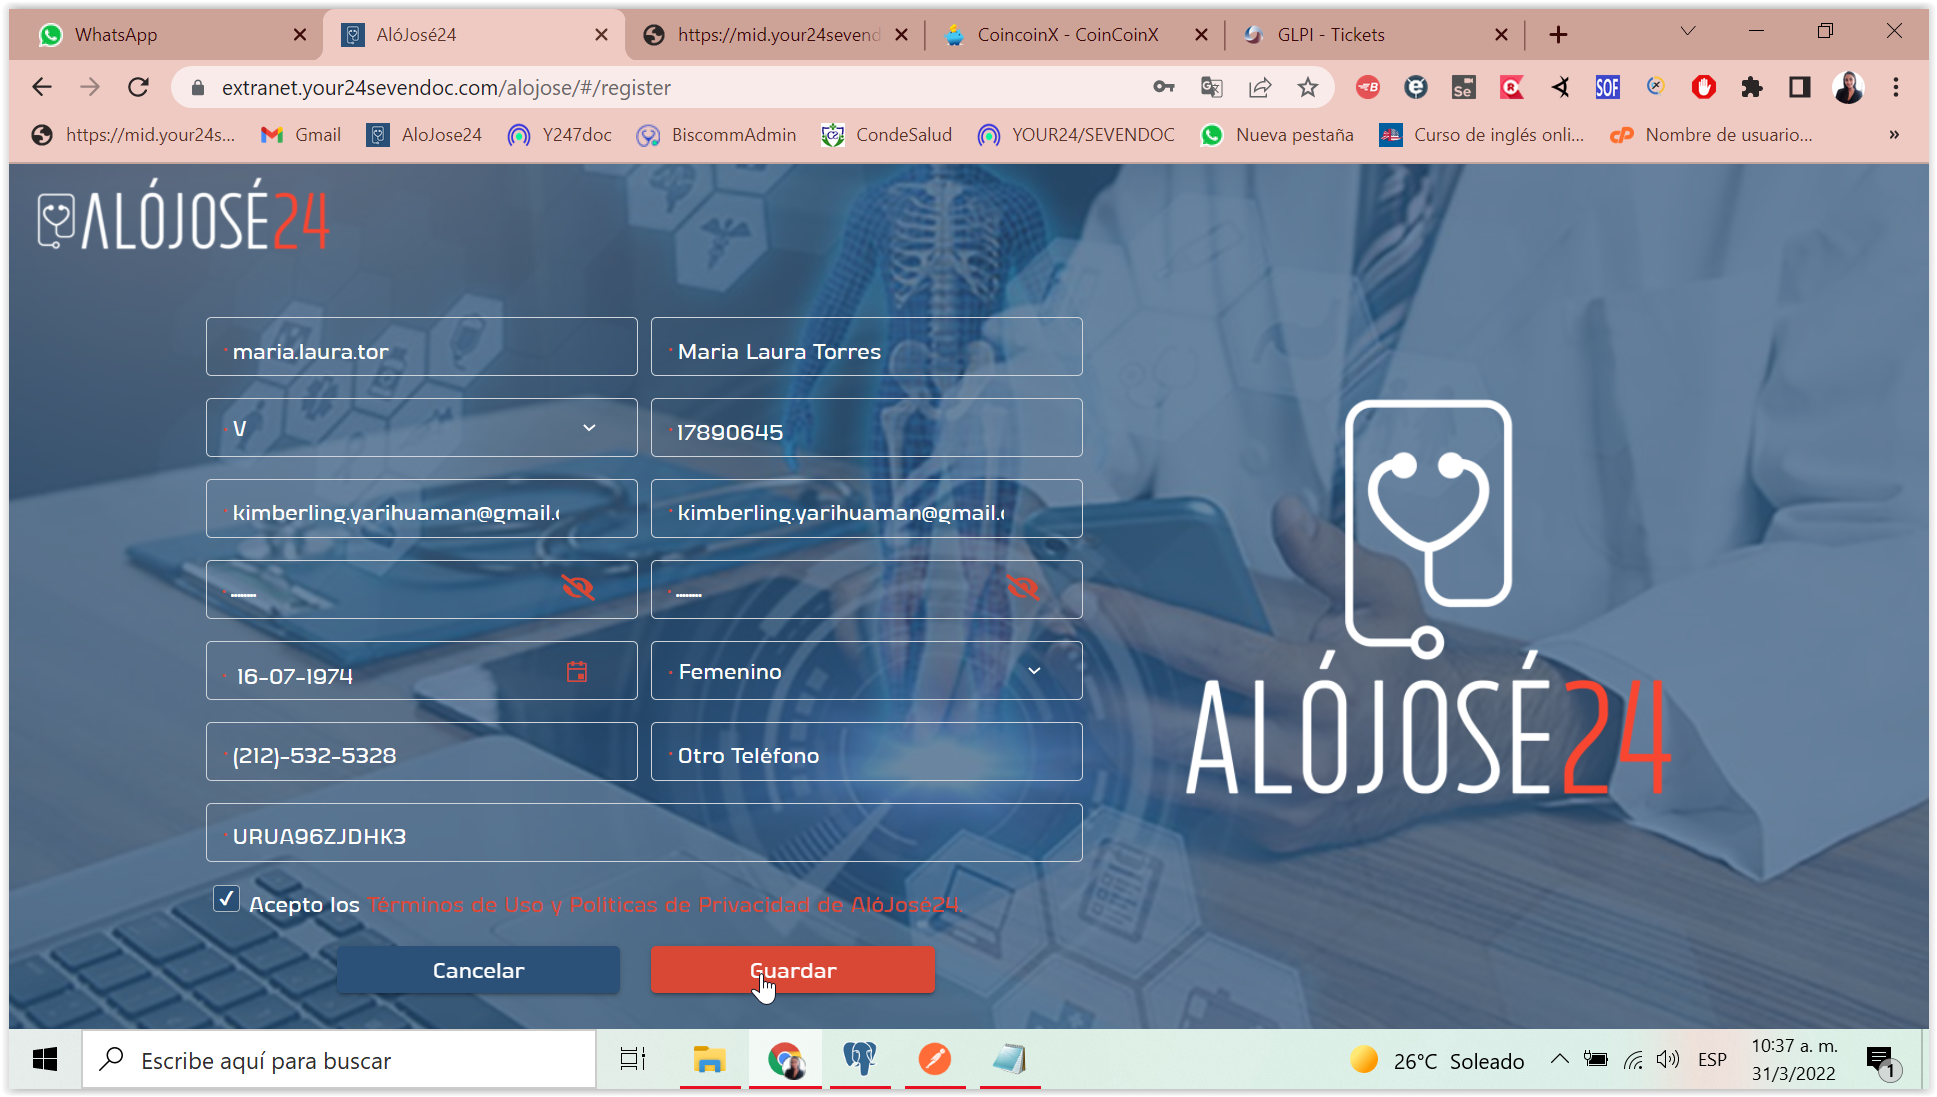 WhatsApp
AlóJosé24
https://mid.your24sevend
CoincoinX - CoinCoinX
GLPI - Tickets
extranet.your24sevendoc.com/alojose/#/register
https://mid.your24s...
Gmail
AloJose24
Y247doc
BiscommAdmin
CondeSalud
YOUR24/SEVENDOC
Nueva pestaña
Curso de inglés onli...
Nombre de usuario...
»
ALÓJOSÉ24
maria.laura.tor
Maria Laura Torres
V
17890645
kimberling.yarihuaman@gmail.c
kimberling.yarihuaman@gmail.c
16-07-1974
Femenino
(212)-532-5328
Otro Teléfono
URUA96ZJDHK3
Acepto los Términos de Uso y Politicas de Privacidad de AlóJosé24.
Cancelar
Guardar
ALÓJOSÉ24
Escribe aquí para buscar
26°C Soleado
ESP
10:37 a. m.
31/3/2022
1